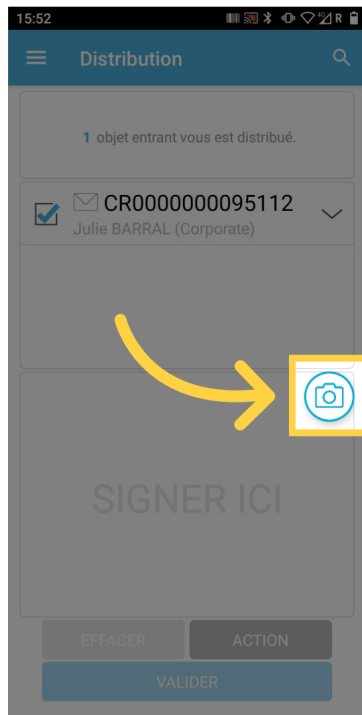 15:52
R
Distribution
1 objet entrant vous est distribué.
CR0000000095112
Julie BARRAL (Corporate)
SIGNER ICI
EFFACER
ACTION
VALIDER